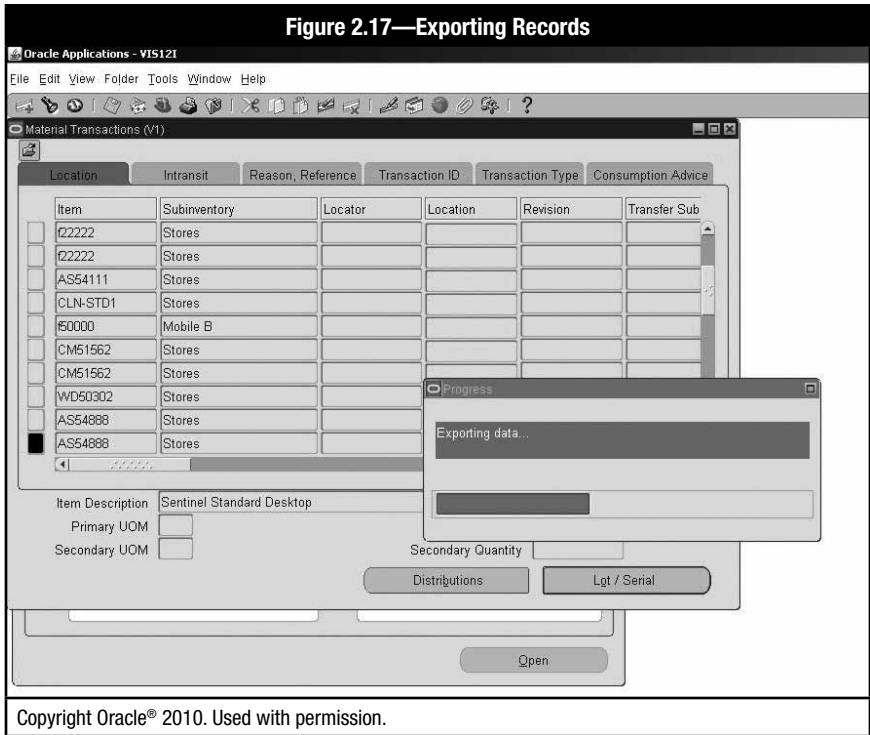 Figure 2.17—Exporting Records
Oracle Applications - VIS12I
File Edit View Folder Tools Window Help
Material Transactions (V1)
Location Intransit Reason, Reference Transaction ID Transaction Type Consumption Advice
Item Subinventory Locator Location Revision Transfer Sub
f22222 Stores
f22222 Stores
AS54111 Stores
CLN-STD1 Stores
f50000 Mobile B
CM51562 Stores
CM51562 Stores
WD50302 Stores
AS54888 Stores
AS54888 Stores
Progress
Exporting data...
Item Description Sentinel Standard Desktop
Primary UOM
Secondary UOM Secondary Quantity
Distributions Lot / Serial
Open
Copyright Oracle® 2010. Used with permission.